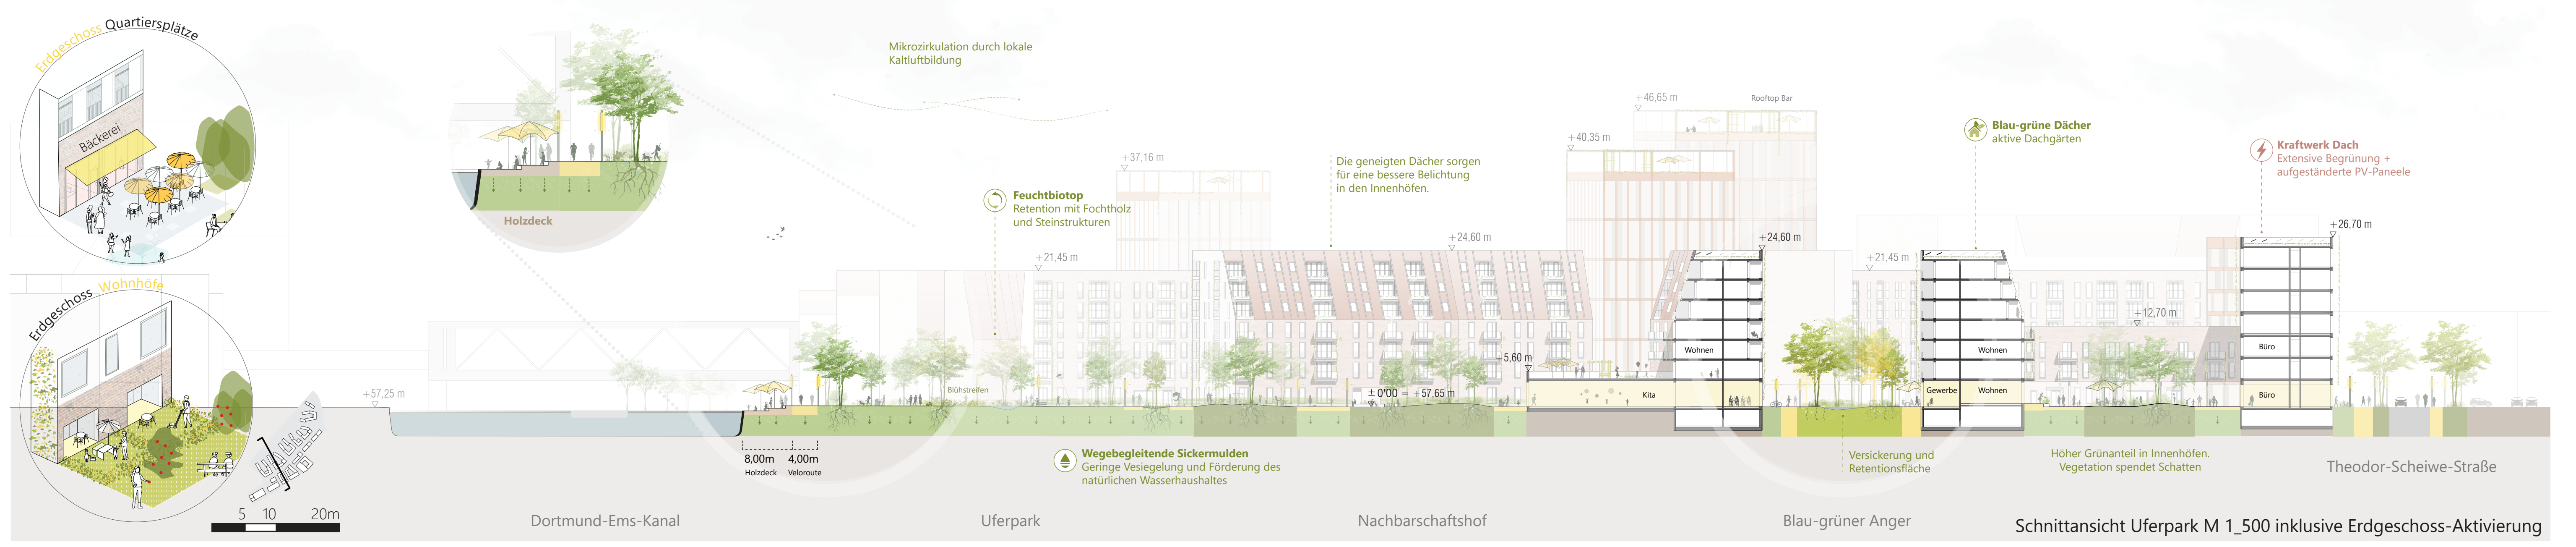 Erdgeschoss Quartiersplätze
Bäckerei
Erdgeschoss Wohnhöfe
5 10 20m
Holzdeck
Mikrozirkulation durch lokale
Kaltluftbildung
Feuchtbiotop
Retention mit Fochtholz
und Steinstrukturen
Die geneigten Dächer sorgen
für eine bessere Belichtung
in den Innenhöfen.
Blau-grüne Dächer
aktive Dachgärten
Kraftwerk Dach
Extensive Begrünung +
aufgeständerte PV-Paneele
Rooftop Bar
+46,65 m
+40,35 m
+37,16 m
+21,45 m
+24,60 m
+24,60 m
+21,45 m
+26,70 m
+12,70 m
+5,60 m
+57,25 m
±0'00 = +57,65 m
Blühstreifen
Wohnen
Kita
Wohnen
Gewerbe
Wohnen
Büro
Büro
8,00m 4,00m
Holzdeck Veloroute
Wegebegleitende Sickermulden
Geringe Vesiegelung und Förderung des
natürlichen Wasserhaushaltes
Versickerung und
Retentionsfläche
Höher Grünanteil in Innenhöfen.
Vegetation spendet Schatten
Theodor-Scheiwe-Straße
Dortmund-Ems-Kanal
Uferpark
Nachbarschaftshof
Blau-grüner Anger
Schnittansicht Uferpark M 1_500 inklusive Erdgeschoss-Aktivierung